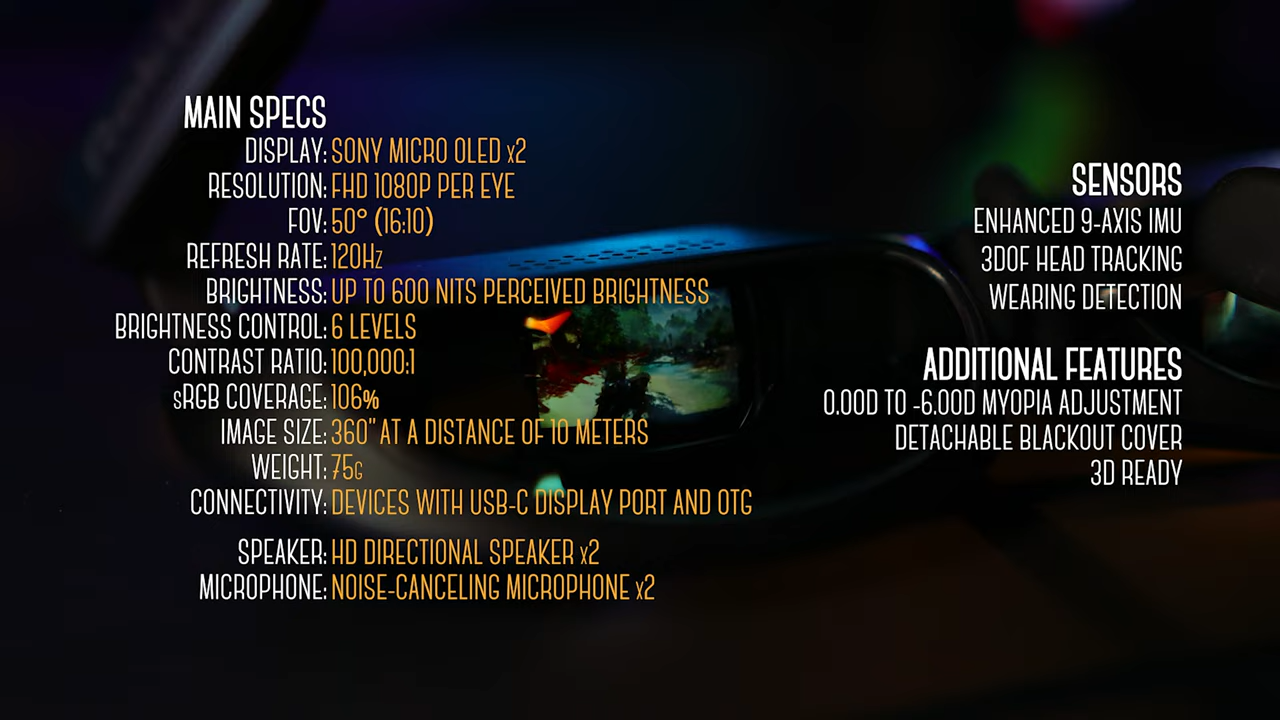 MAIN SPECS
DISPLAY: SONY MICRO OLED x2
RESOLUTION: FHD 1080P PER EYE
FOV: 50° (16:10)
REFRESH RATE: 120Hz
BRIGHTNESS: UP TO 600 NITS PERCEIVED BRIGHTNESS
BRIGHTNESS CONTROL: 6 LEVELS
CONTRAST RATIO: 100,000:1
sRGB COVERAGE: 106%
IMAGE SIZE: 360" AT A DISTANCE OF 10 METERS
WEIGHT: 75G
CONNECTIVITY: DEVICES WITH USB-C DISPLAY PORT AND OTG
SPEAKER: HD DIRECTIONAL SPEAKER x2
MICROPHONE: NOISE-CANCELING MICROPHONE x2
SENSORS
ENHANCED 9-AXIS IMU
3DOF HEAD TRACKING
WEARING DETECTION
ADDITIONAL FEATURES
0.00D TO -6.00D MYOPIA ADJUSTMENT
DETACHABLE BLACKOUT COVER
3D READY